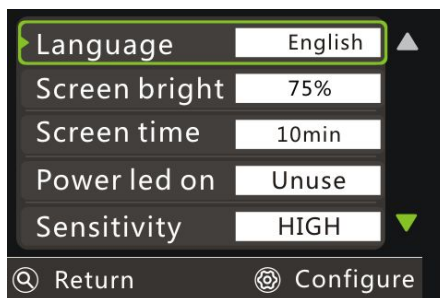 Language English
Screen bright 75%
Screen time 10min
Power led on Unuse
Sensitivity HIGH
Return Configure